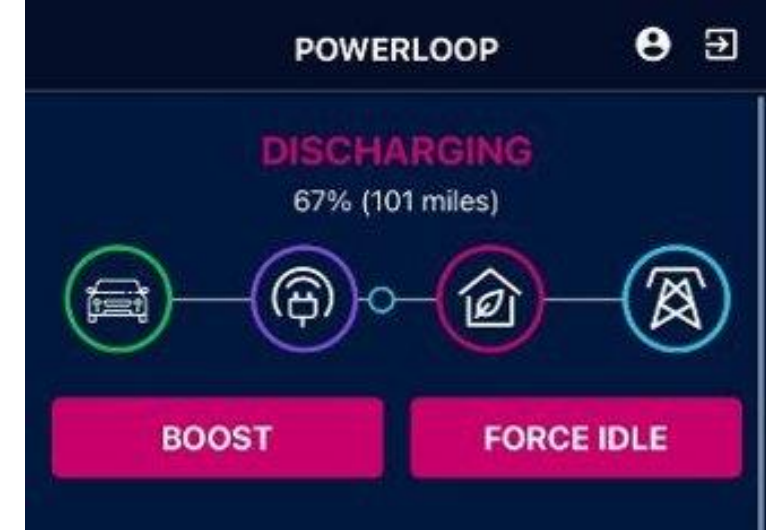 POWERLOOP
DISCHARGING
67% (101 miles)
BOOST
FORCE IDLE